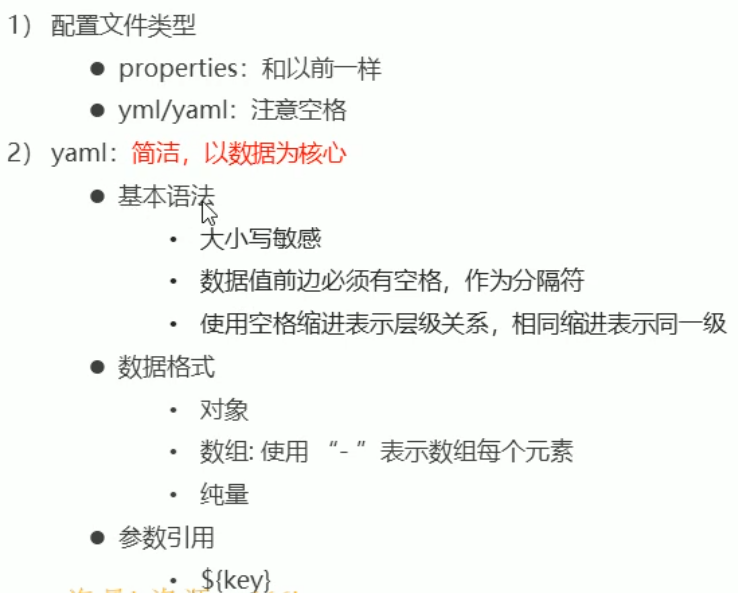 1） 配置文件类型
● properties：和以前一样
● yml/yaml：注意空格
2） yaml：简洁，以数据为核心
● 基本语法
• 大小写敏感
• 数据值前边必须有空格，作为分隔符
• 使用空格缩进表示层级关系，相同缩进表示同一级
● 数据格式
• 对象
• 数组: 使用 “- ”表示数组每个元素
• 纯量
● 参数引用
• ${key}